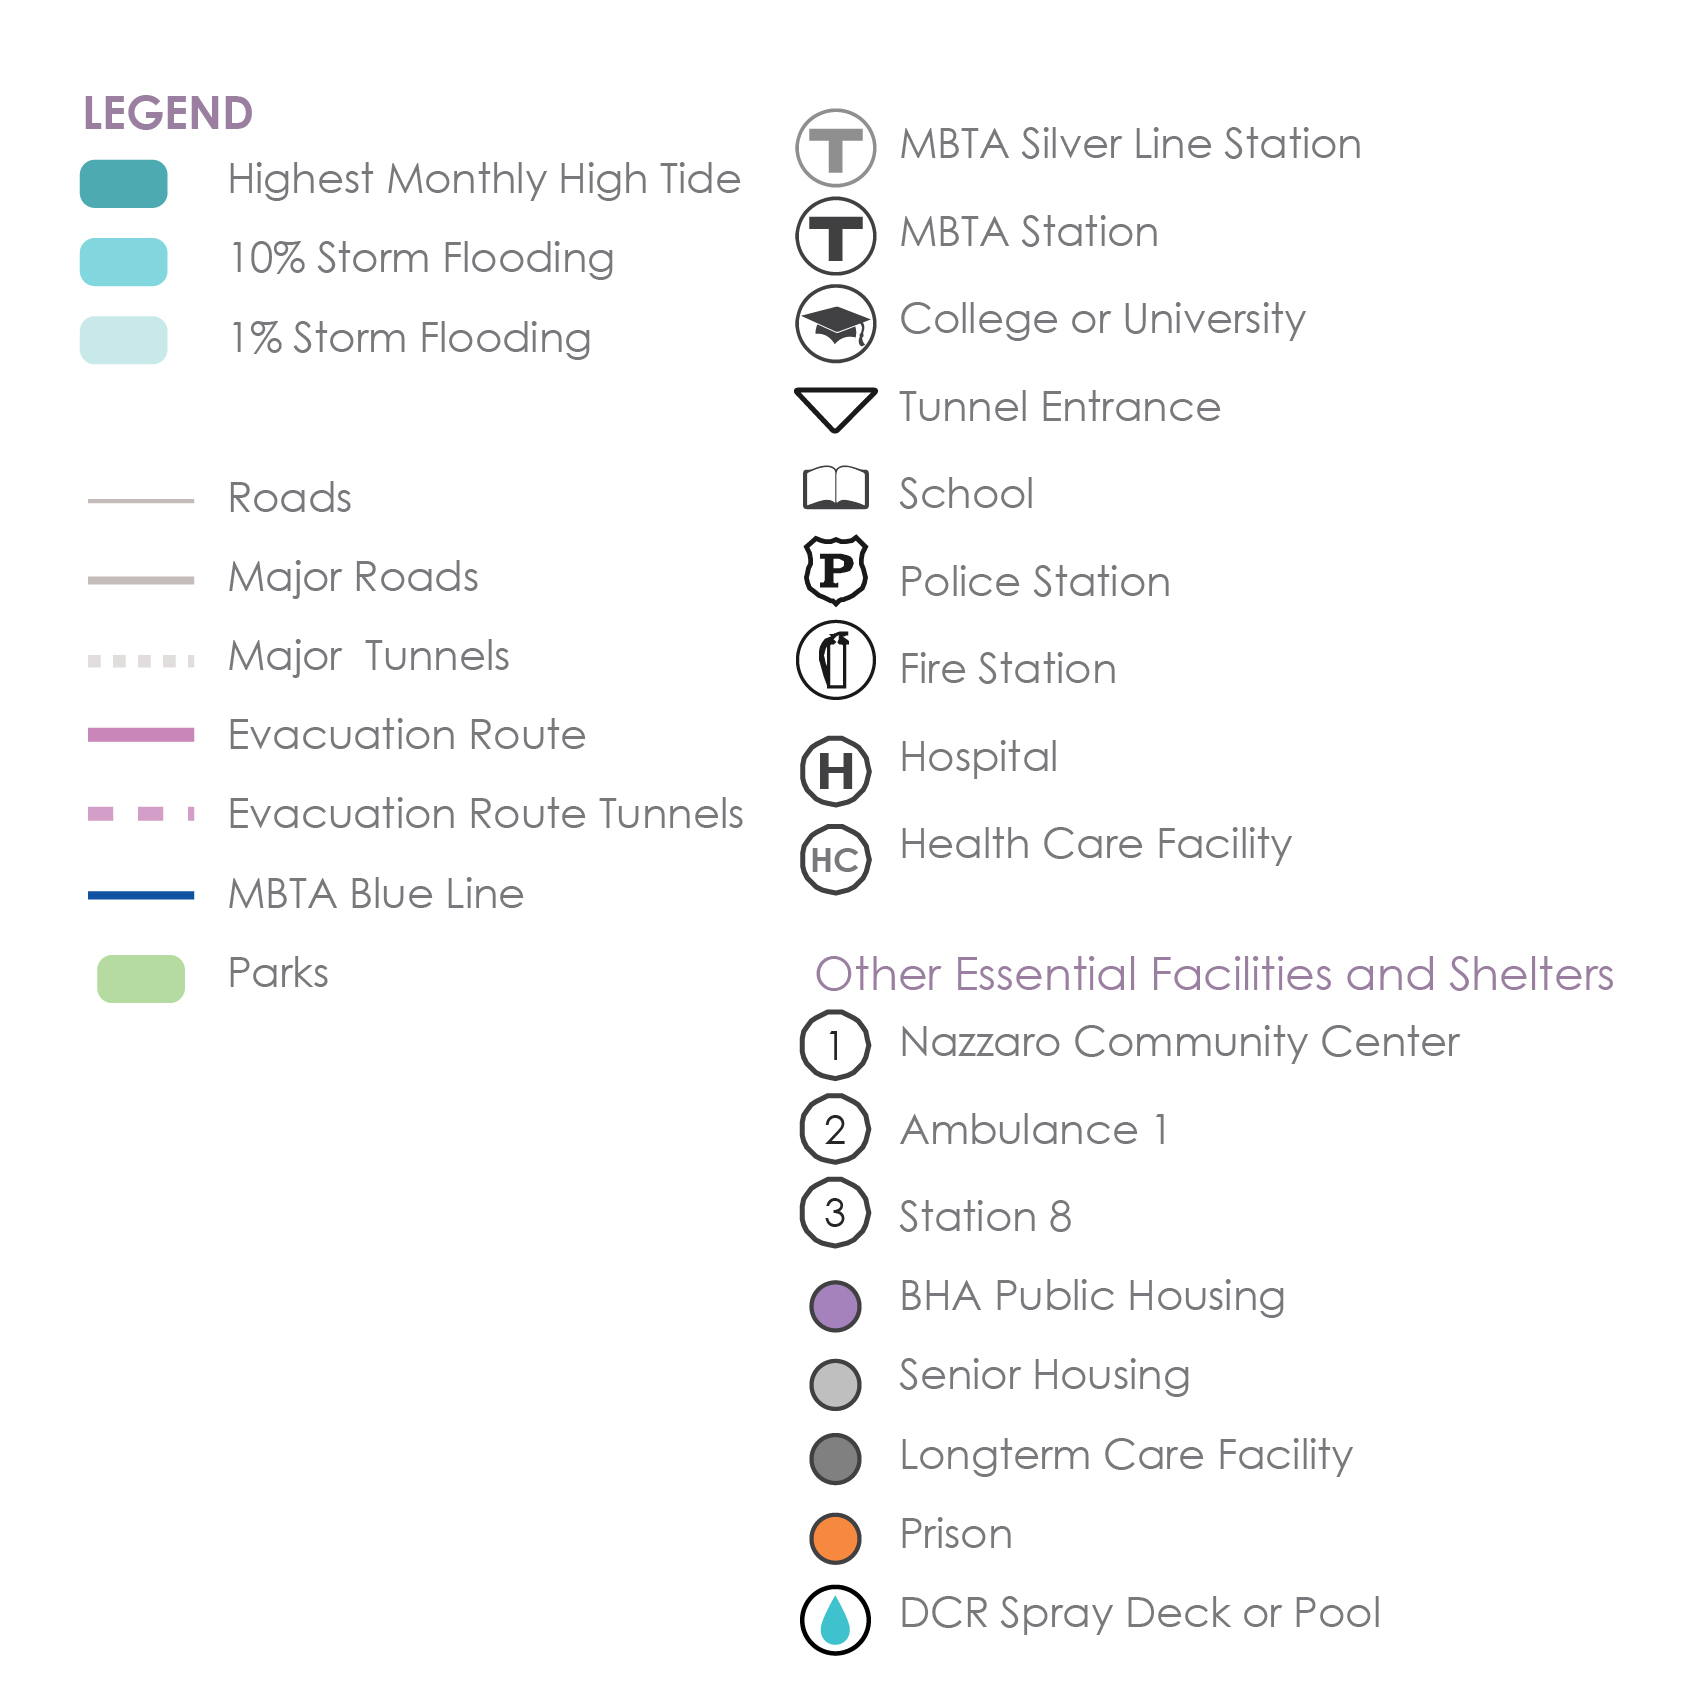 LEGEND
Highest Monthly High Tide
10% Storm Flooding
1% Storm Flooding
Roads
Major Roads
Major  Tunnels
Evacuation Route
Evacuation Route Tunnels
MBTA Blue Line
Parks
T MBTA Silver Line Station
T MBTA Station
College or University
Tunnel Entrance
School
P Police Station
Fire Station
H Hospital
HC Health Care Facility
Other Essential Facilities and Shelters
1 Nazzaro Community Center
2 Ambulance 1
3 Station 8
BHA Public Housing
Senior Housing
Longterm Care Facility
Prison
DCR Spray Deck or Pool